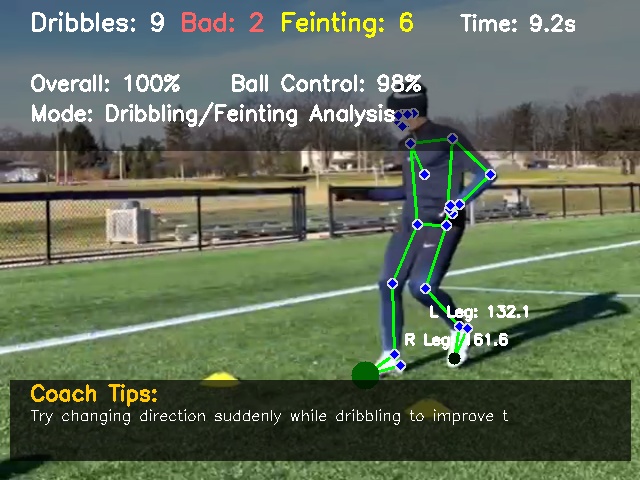 Dribbles: 9 Bad: 2 Feinting: 6 Time: 9.2s
Overall: 100% Ball Control: 98%
Mode: Dribbling/Feinting Analysis
L Leg: 132.1
R Leg: 161.6
Coach Tips:
Try changing direction suddenly while dribbling to improve t